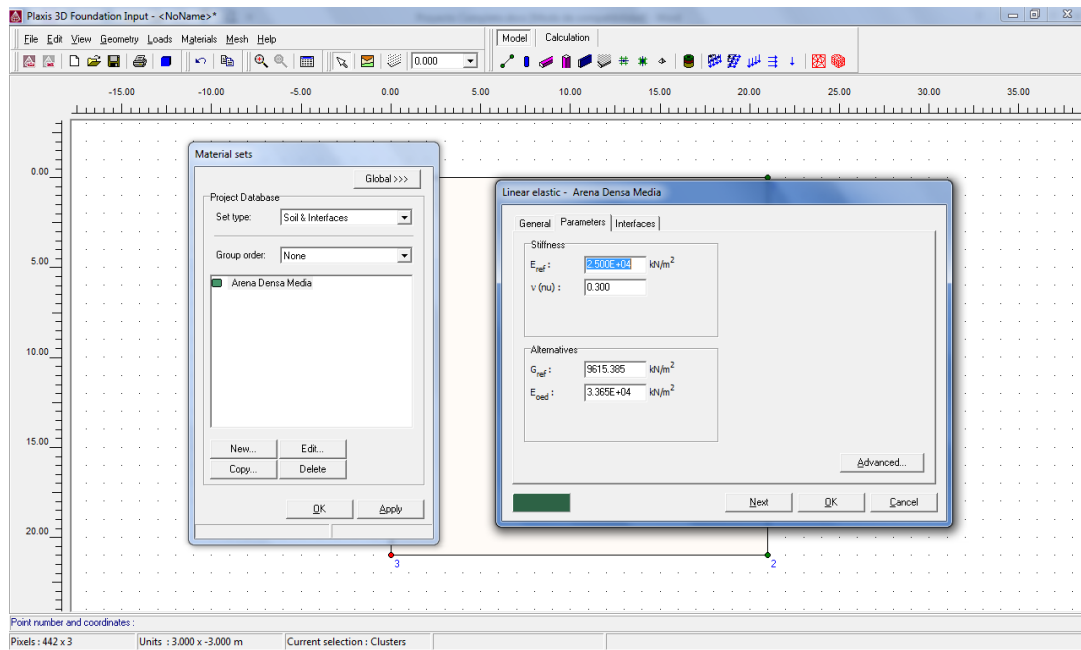 Plaxis 3D Foundation Input - <NoName>*
File Edit View Geometry Loads Materials Mesh Help
Model Calculation
0.000
-15.00 -10.00 -5.00 0.00 5.00 10.00 15.00 20.00 25.00 30.00 35.00
0.00
5.00
10.00
15.00
20.00
Material sets
Global >>>
Project Database
Set type: Soil & Interfaces
Group order: None
Arena Densa Media
New... Edit...
Copy... Delete
OK Apply
Linear elastic - Arena Densa Media
General Parameters Interfaces
Stiffness
Eref : 2.500E+04 kN/m2
ν (nu) : 0.300
Alternatives
Gref : 9615.385 kN/m2
Eoed : 3.365E+04 kN/m2
Advanced...
Next OK Cancel
3 2
Point number and coordinates :
Pixels : 442 x 3 Units : 3.000 x -3.000 m Current selection : Clusters